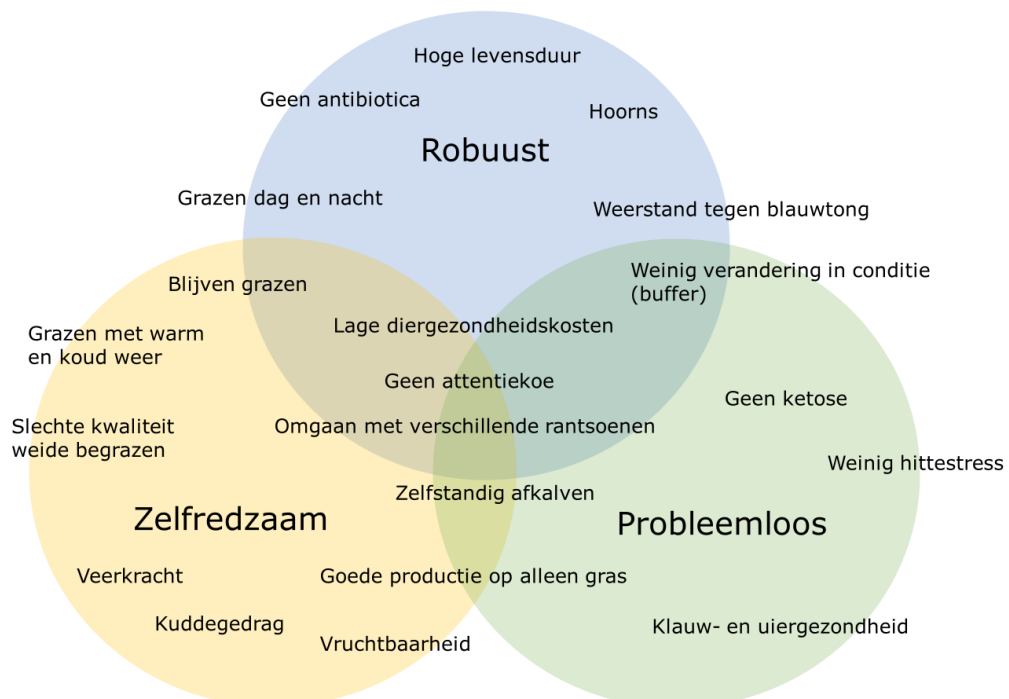 Hoge levensduur
Geen antibiotica
Hoorns
Robuust
Grazen dag en nacht
Weerstand tegen blauwtong
Weinig verandering in conditie
(buffer)
Blijven grazen
Lage diergezondheidskosten
Grazen met warm
en koud weer
Geen attentiekoe
Geen ketose
Slechte kwaliteit
weide begrazen
Omgaan met verschillende rantsoenen
Weinig hittestress
Zelfstandig afkalven
Zelfredzaam
Probleemloos
Veerkracht
Goede productie op alleen gras
Kuddegedrag
Vruchtbaarheid
Klauw- en uiergezondheid